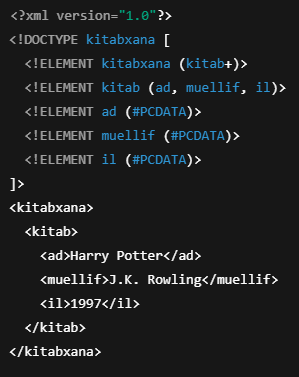 <?xml version="1.0"?>
<!DOCTYPE kitabxana [
<!ELEMENT kitabxana (kitab+)>
<!ELEMENT kitab (ad, muellif, il)>
<!ELEMENT ad (#PCDATA)>
<!ELEMENT muellif (#PCDATA)>
<!ELEMENT il (#PCDATA)>
]>
<kitabxana>
<kitab>
<ad>Harry Potter</ad>
<muellif>J.K. Rowling</muellif>
<il>1997</il>
</kitab>
</kitabxana>